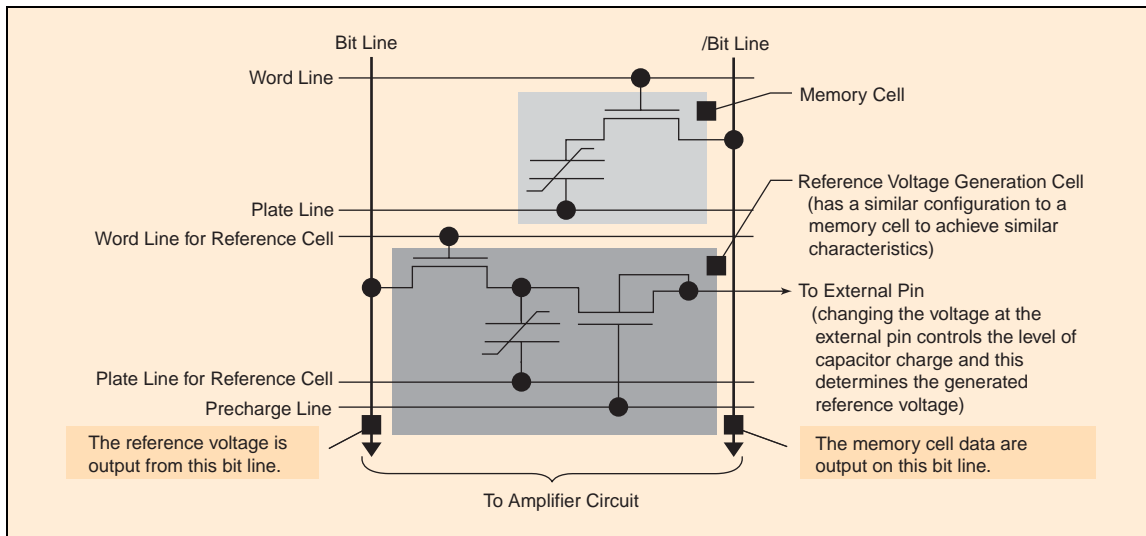 Bit Line
/Bit Line
Word Line
Memory Cell
Reference Voltage Generation Cell
(has a similar configuration to a
memory cell to achieve similar
characteristics)
Plate Line
Word Line for Reference Cell
To External Pin
(changing the voltage at the
external pin controls the level of
capacitor charge and this
determines the generated
reference voltage)
Plate Line for Reference Cell
Precharge Line
The reference voltage is
output from this bit line.
The memory cell data are
output on this bit line.
To Amplifier Circuit